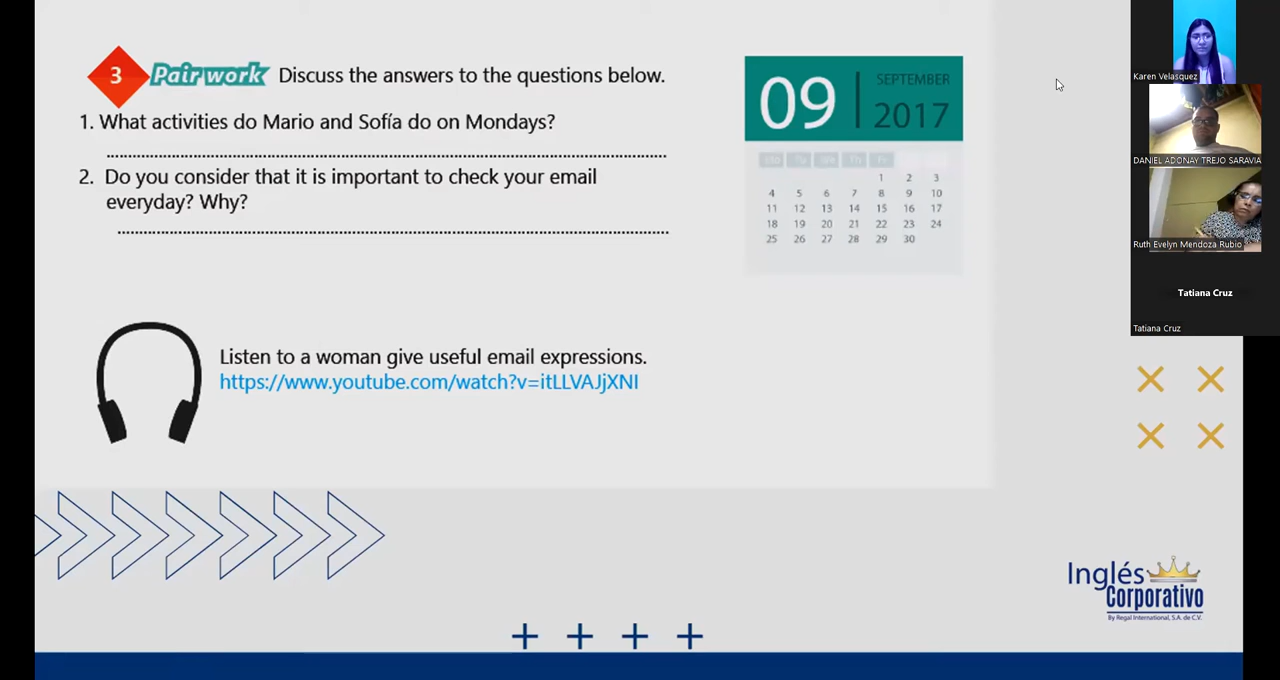 3 Pair work Discuss the answers to the questions below.
1. What activities do Mario and Sofía do on Mondays?
2. Do you consider that it is important to check your email
everyday? Why?
09 SEPTEMBER
2017
Mo Tu We Th Fr
1 2 3
4 5 6 7 8 9 10
11 12 13 14 15 16 17
18 19 20 21 22 23 24
25 26 27 28 29 30
Listen to a woman give useful email expressions.
https://www.youtube.com/watch?v=itLLVAJjXNI
Karen Velasquez
DANIEL ADONAY TREJO SARAVIA
Ruth Evelyn Mendoza Rubio
Tatiana Cruz
Tatiana Cruz
Inglés
Corporativo
By Regal International, S.A. de C.V.